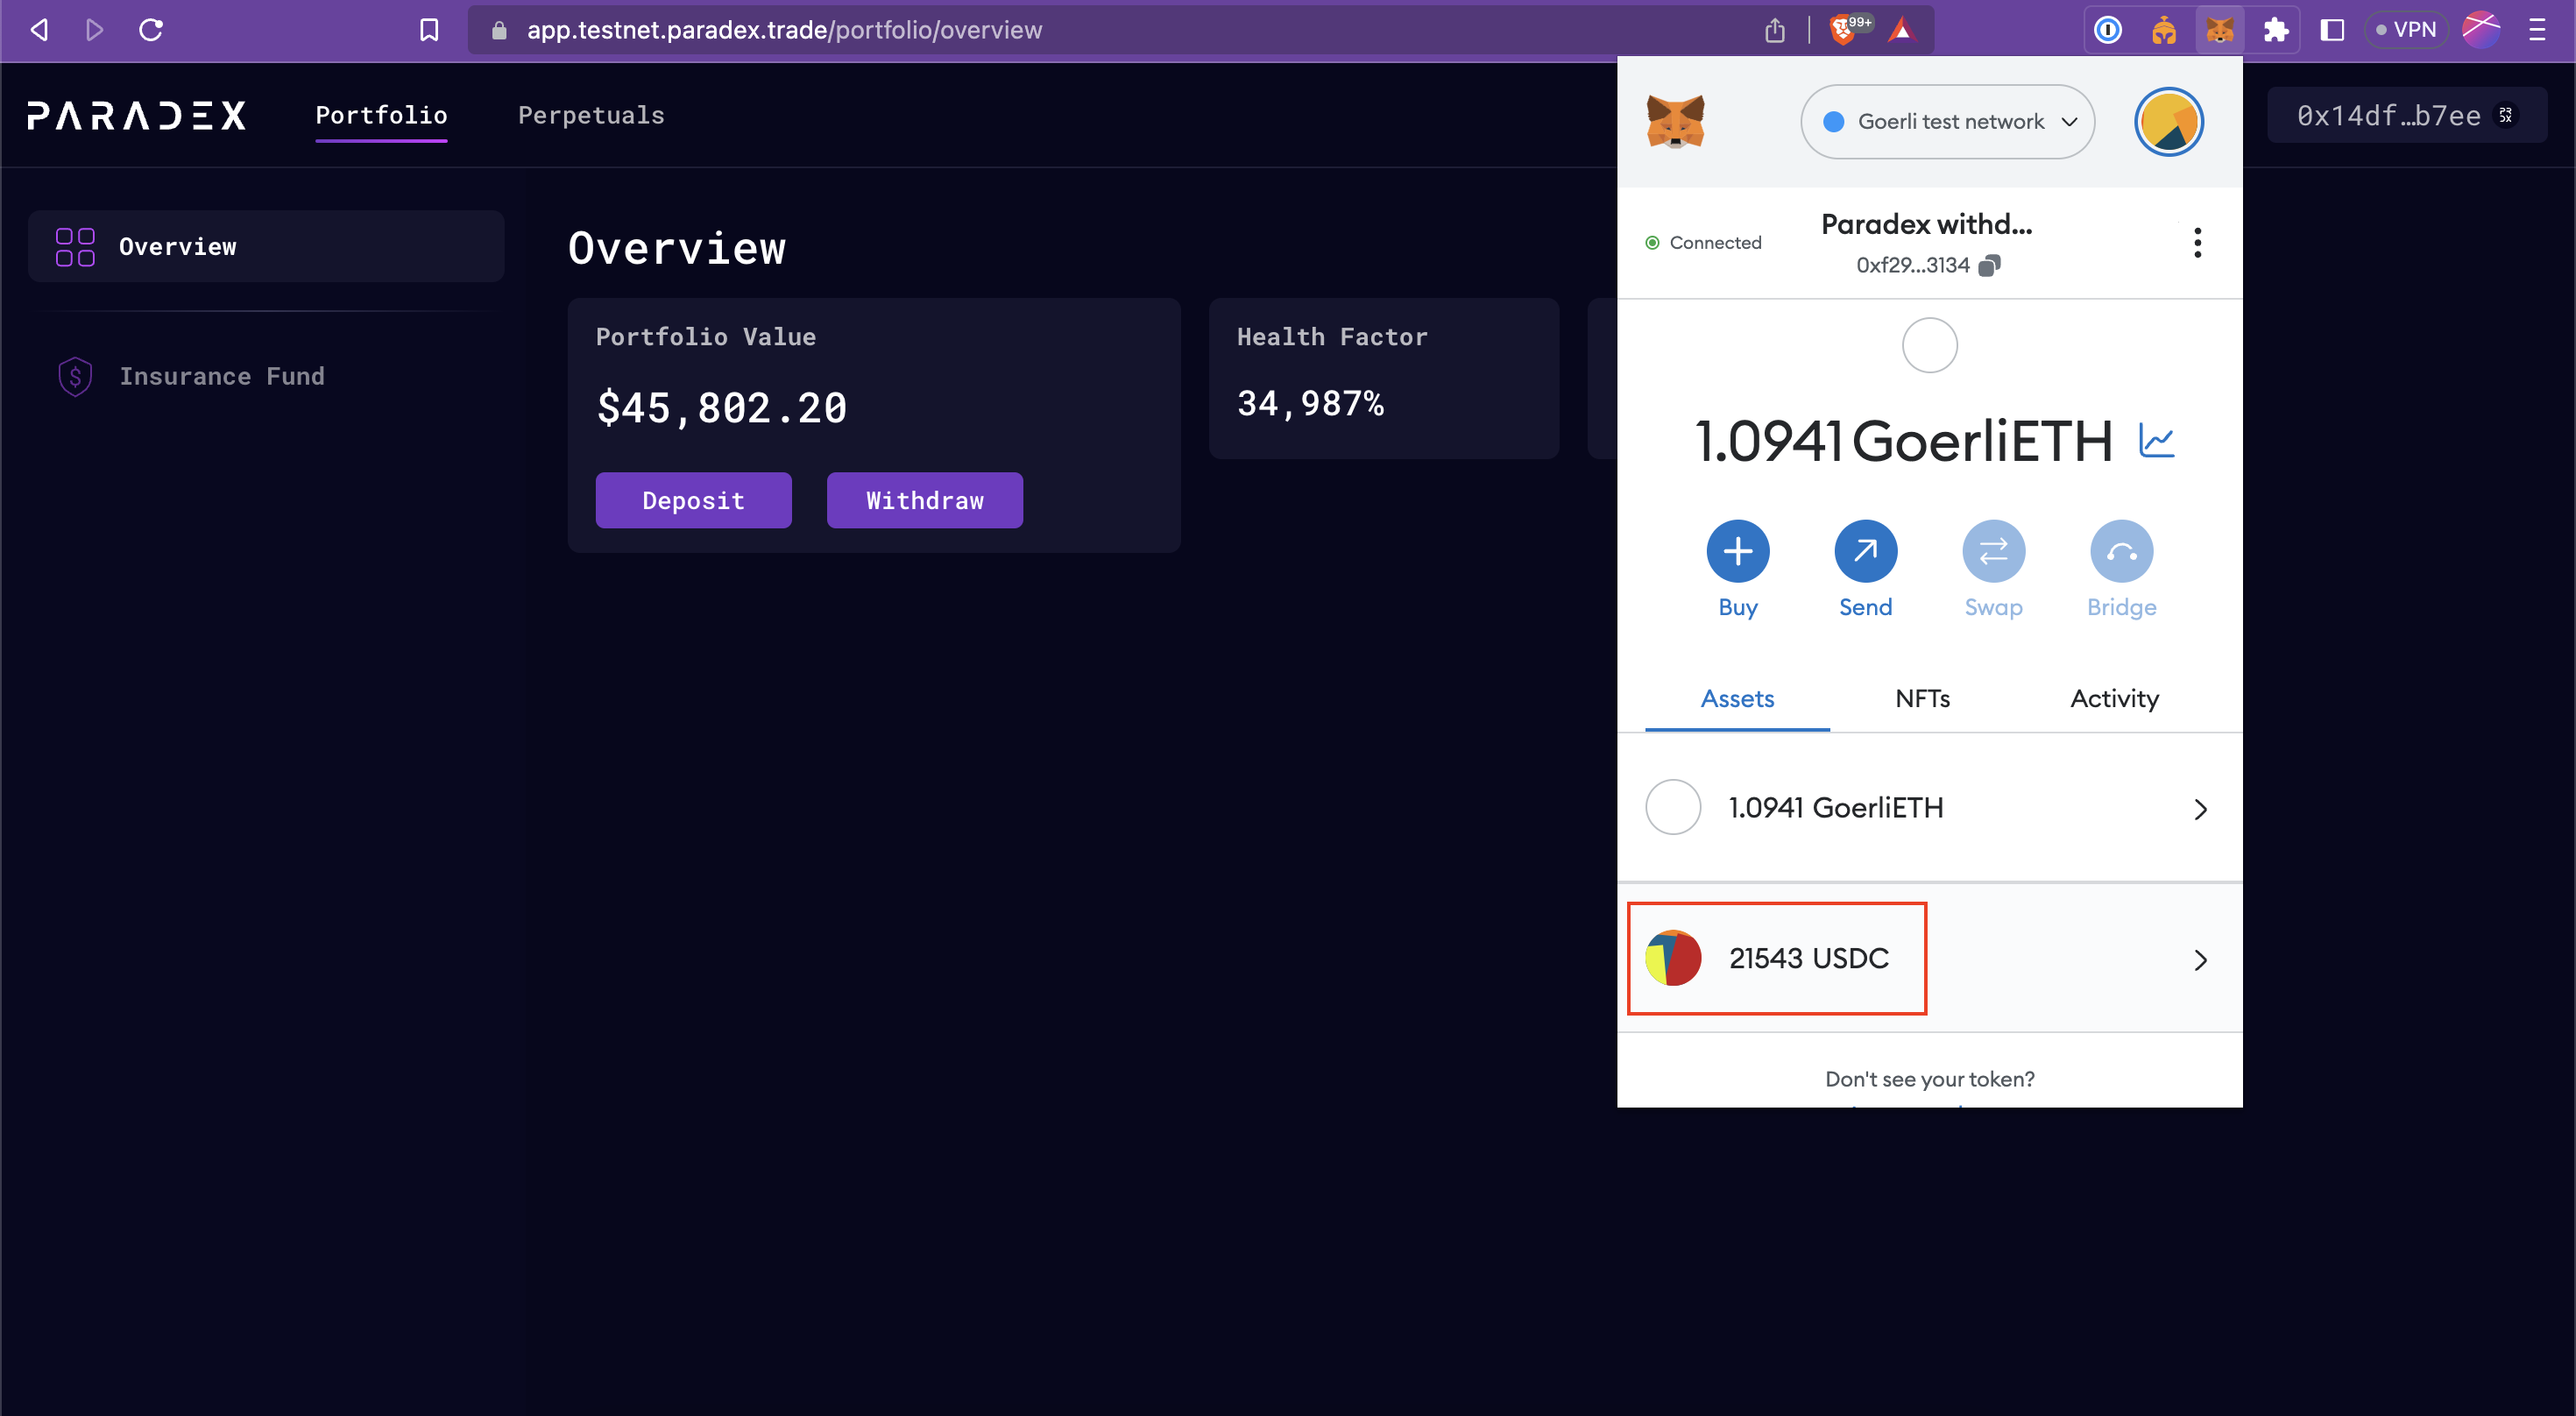 app.testnet.paradex.trade/portfolio/overview
99+
VPN
PARADEX
Portfolio
Perpetuals
0x14df…b7ee
Overview
Insurance Fund
Overview
Portfolio Value
$45,802.20
Deposit
Withdraw
Health Factor
34,987%
Goerli test network
Connected
Paradex withd...
0xf29...3134
1.0941 GoerliETH
Buy
Send
Swap
Bridge
Assets
NFTs
Activity
1.0941 GoerliETH
21543 USDC
Don't see your token?